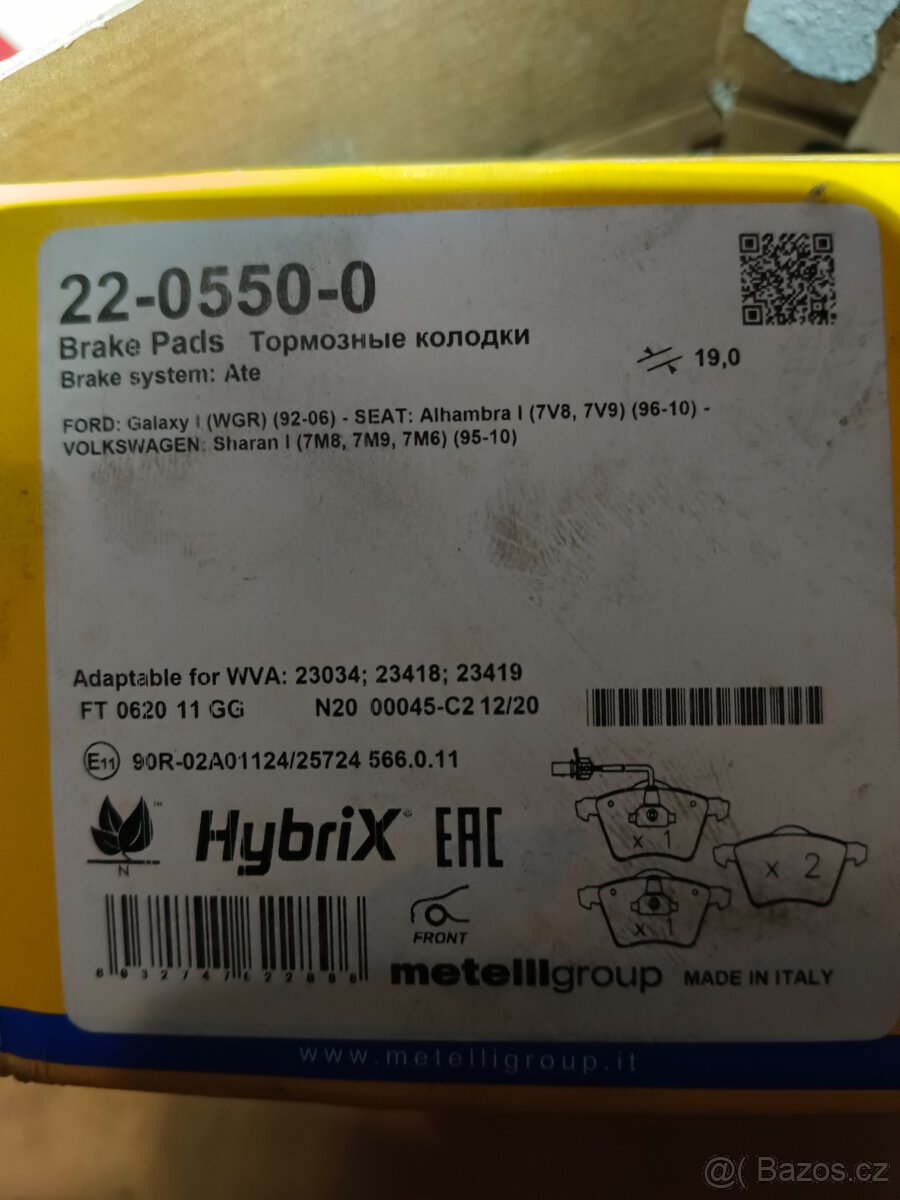 22-0550-0
Brake Pads Тормозные колодки
Brake system: Ate
19,0
FORD: Galaxy I (WGR) (92-06) - SEAT: Alhambra I (7V8, 7V9) (96-10) -
VOLKSWAGEN: Sharan I (7M8, 7M9, 7M6) (95-10)
Adaptable for WVA: 23034; 23418; 23419
FT 0620 11 GG N20 00045-C2 12/20
E11 90R-02A01124/25724 566.0.11
x 1
x 2
x 1
N
HybriX EAC
FRONT
metelligroup MADE IN ITALY
www.metelligroup.it
@( Bazos.cz